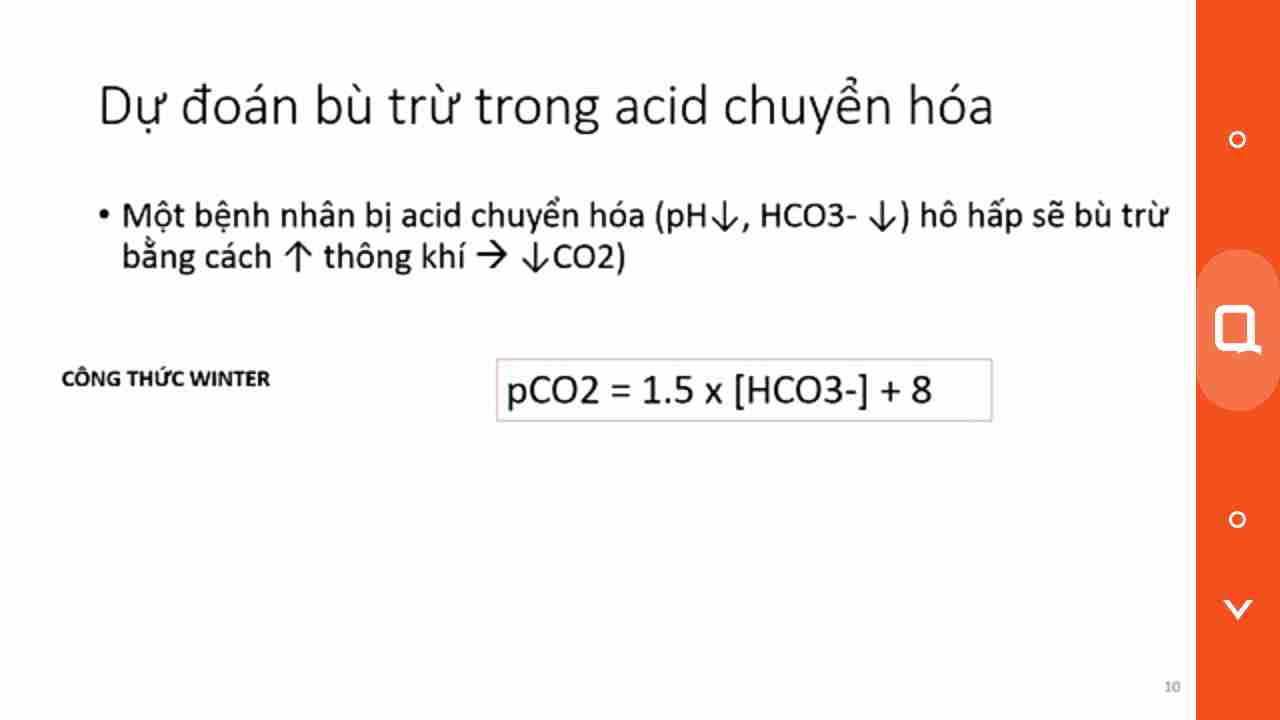 Dự đoán bù trừ trong acid chuyển hóa
• Một bệnh nhân bị acid chuyển hóa (pH↓, HCO3- ↓) hô hấp sẽ bù trừ
bằng cách ↑ thông khí → ↓CO2)
CÔNG THỨC WINTER
pCO2 = 1.5 x [HCO3-] + 8
10